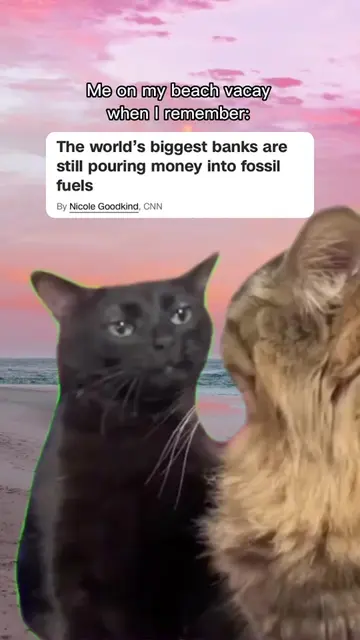 Me on my beach vacay
when I remember:
The world's biggest banks are
still pouring money into fossil
fuels
By Nicole Goodkind, CNN